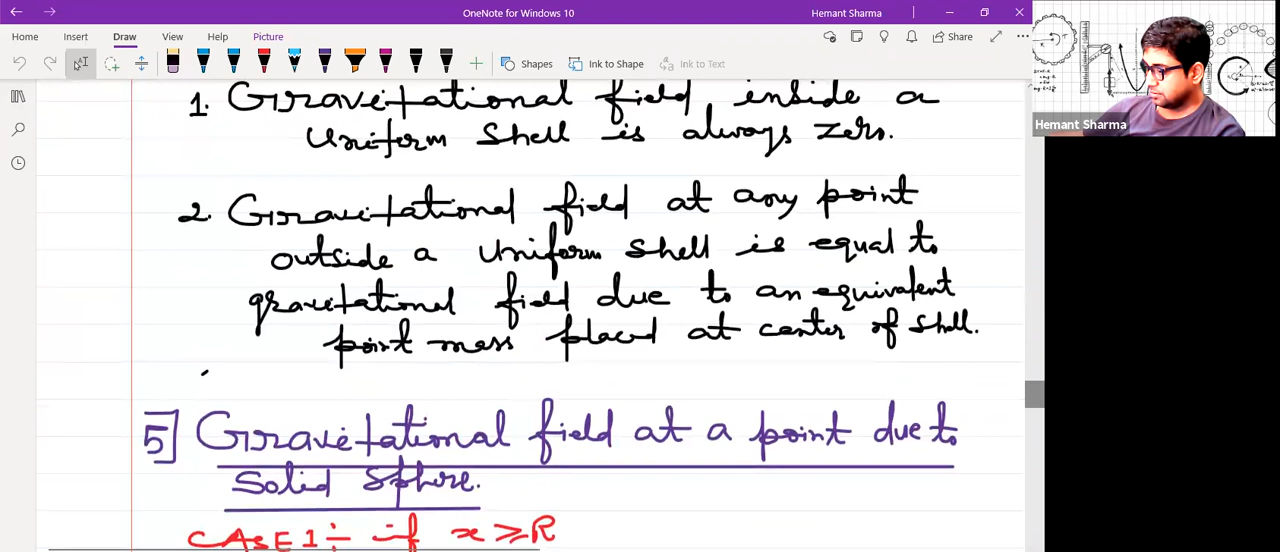 OneNote for Windows 10
Hemant Sharma
Home Insert Draw View Help Picture
Share
Shapes Ink to Shape Ink to Text
Hemant Sharma
1. Gravitational field, inside a
Uniform Shell is always zero.
2. Gravitational field at any point
outside a Uniform Shell is equal to
gravitational field due to an equivalent
point mass placed at center of Shell.
5] Gravitational field at a point due to
Solid Sphere.
CASE 1 ÷ if x ≥ R